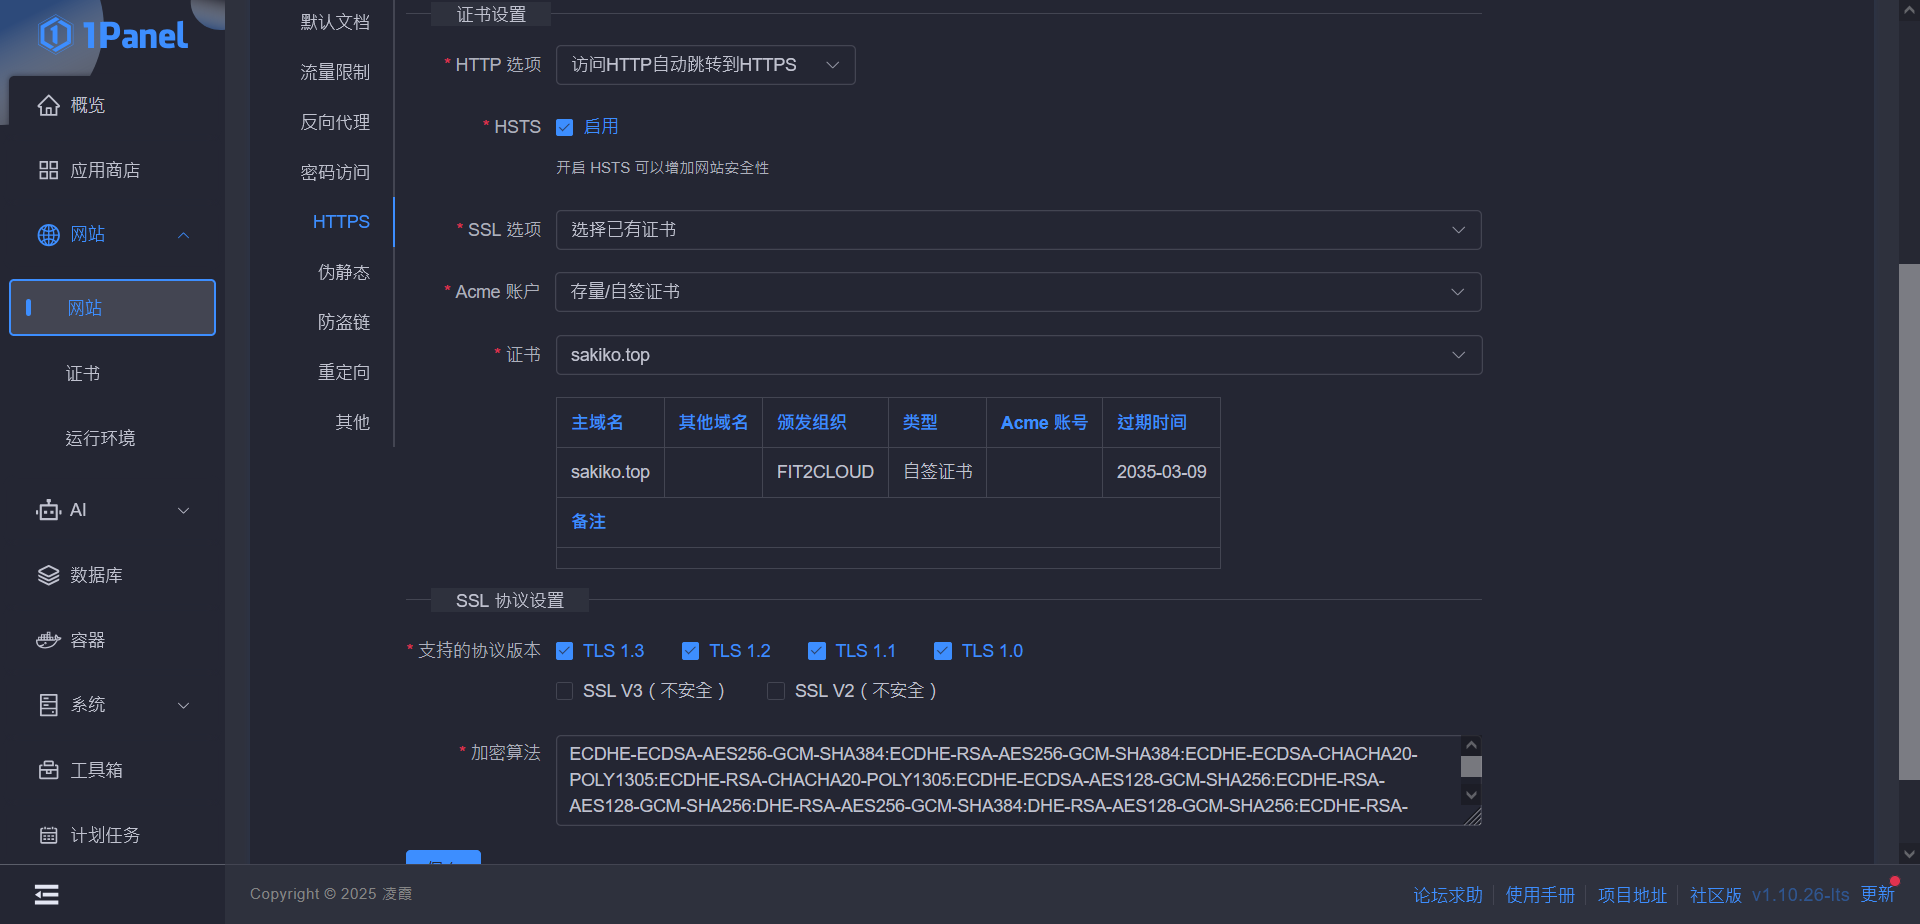 1Panel
概览
应用商店
网站
网站
证书
运行环境
AI
数据库
容器
系统
工具箱
计划任务
默认文档
流量限制
反向代理
密码访问
HTTPS
伪静态
防盗链
重定向
其他
证书设置
* HTTP 选项 访问HTTP自动跳转到HTTPS
* HSTS 启用
开启 HSTS 可以增加网站安全性
* SSL 选项 选择已有证书
* Acme 账户 存量/自签证书
* 证书 sakiko.top
主域名 其他域名 颁发组织 类型 Acme 账号 过期时间
sakiko.top FIT2CLOUD 自签证书 2035-03-09
备注
SSL 协议设置
* 支持的协议版本 TLS 1.3 TLS 1.2 TLS 1.1 TLS 1.0
SSL V3（不安全） SSL V2（不安全）
* 加密算法 ECDHE-ECDSA-AES256-GCM-SHA384:ECDHE-RSA-AES256-GCM-SHA384:ECDHE-ECDSA-CHACHA20-
POLY1305:ECDHE-RSA-CHACHA20-POLY1305:ECDHE-ECDSA-AES128-GCM-SHA256:ECDHE-RSA-
AES128-GCM-SHA256:DHE-RSA-AES256-GCM-SHA384:DHE-RSA-AES128-GCM-SHA256:ECDHE-RSA-
Copyright © 2025 凌霞
论坛求助 使用手册 项目地址 社区版 v1.10.26-lts 更新